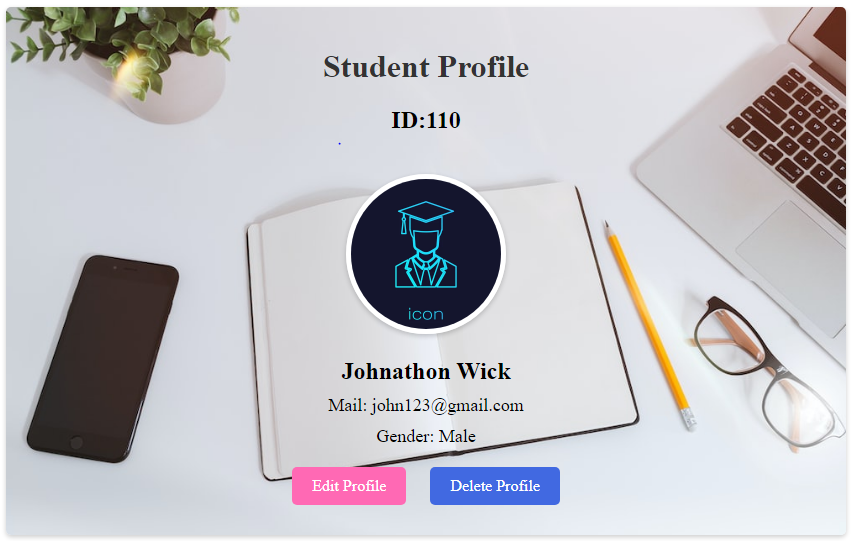 Student Profile
ID:110
.
icon
Johnathon Wick
Mail: john123@gmail.com
Gender: Male
Edit Profile
Delete Profile